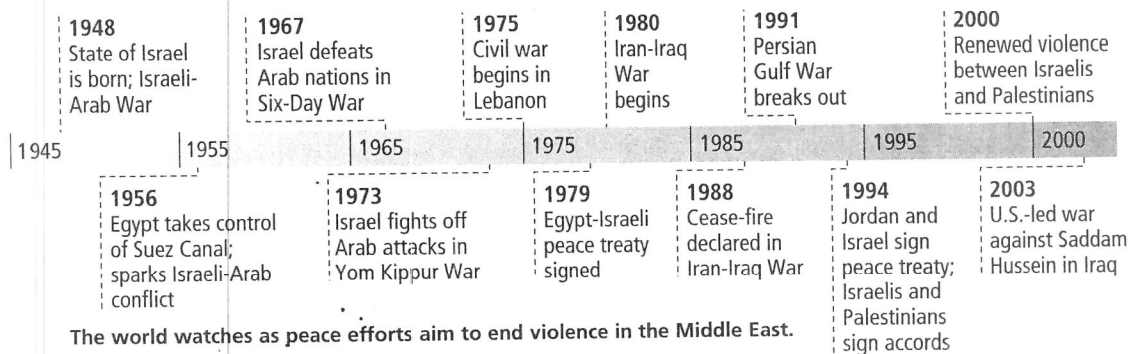 1948
State of Israel
is born; Israeli-
Arab War
1967
Israel defeats
Arab nations in
Six-Day War
1975
Civil war
begins in
Lebanon
1980
Iran-Iraq
War
begins
1991
Persian
Gulf War
breaks out
2000
Renewed violence
between Israelis
and Palestinians
1945 1955 1965 1975 1985 1995 2000
1956
Egypt takes control
of Suez Canal;
sparks Israeli-Arab
conflict
1973
Israel fights off
Arab attacks in
Yom Kippur War
1979
Egypt-Israeli
peace treaty
signed
1988
Cease-fire
declared in
Iran-Iraq War
1994
Jordan and
Israel sign
peace treaty;
Israelis and
Palestinians
sign accords
2003
U.S.-led war
against Saddam
Hussein in Iraq
The world watches as peace efforts aim to end violence in the Middle East.